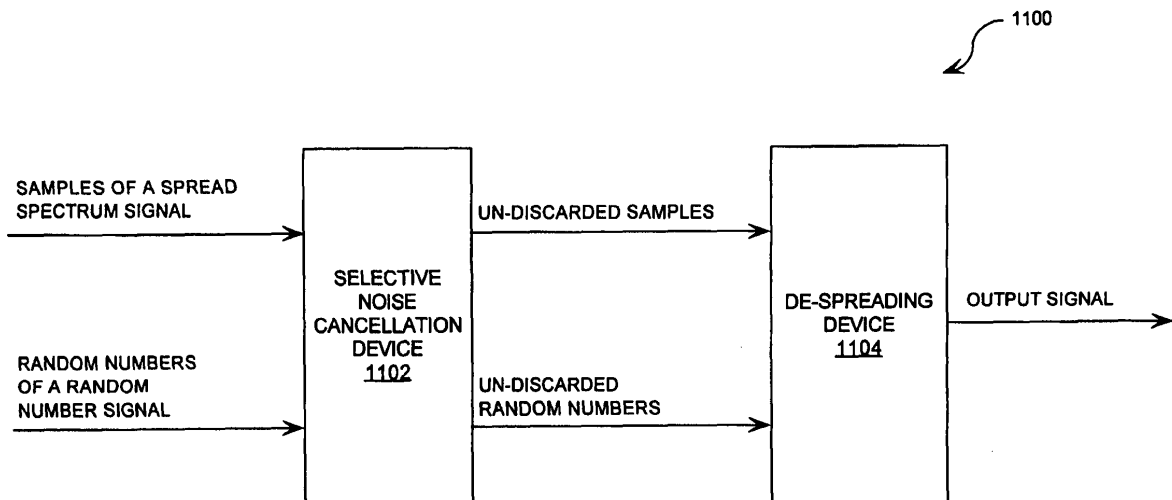 1100
SAMPLES OF A SPREAD
SPECTRUM SIGNAL
UN-DISCARDED SAMPLES
SELECTIVE
NOISE
CANCELLATION
DEVICE
1102
DE-SPREADING
DEVICE
1104
OUTPUT SIGNAL
RANDOM NUMBERS
OF A RANDOM
NUMBER SIGNAL
UN-DISCARDED
RANDOM NUMBERS